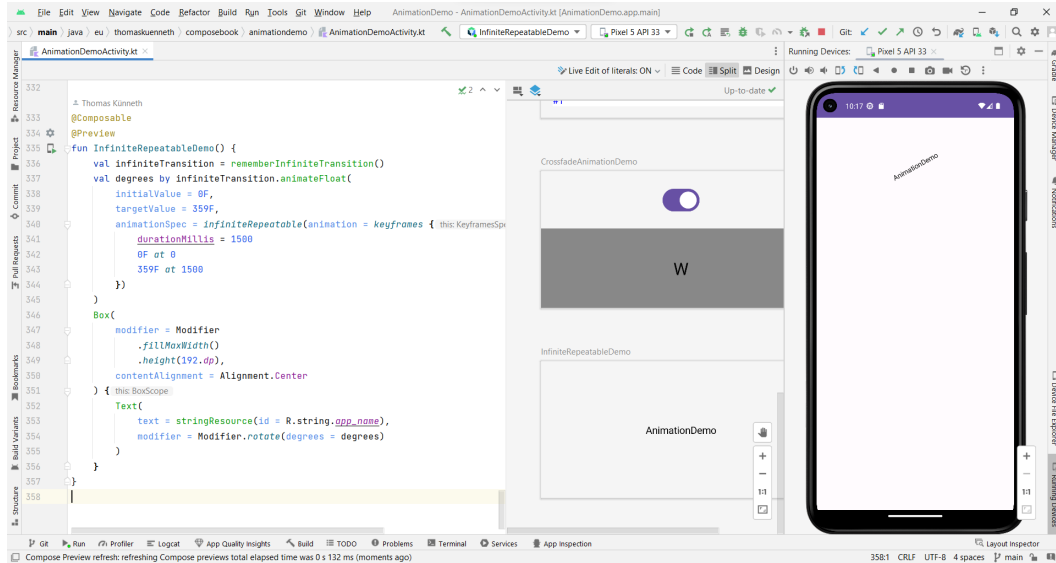 File Edit View Navigate Code Refactor Build Run Tools Git Window Help AnimationDemo - AnimationDemoActivity.kt [AnimationDemo.app.main]
src main java eu thomaskuenneth composebook animationdemo AnimationDemoActivity.kt InfiniteRepeatableDemo Pixel 5 API 33 Git:
AnimationDemoActivity.kt Running Devices: Pixel 5 API 33
Live Edit of literals: ON Code Split Design
Up-to-date
2
332
Thomas Künneth
333 @Composable
334 @Preview
335 fun InfiniteRepeatableDemo() {
336 val infiniteTransition = rememberInfiniteTransition()
337 val degrees by infiniteTransition.animateFloat(
338 initialValue = 0F,
339 targetValue = 359F,
340 animationSpec = infiniteRepeatable(animation = keyframes { this: KeyframesSpe
341 durationMillis = 1500
342 0F at 0
343 359F at 1500
344 })
345 )
346 Box(
347 modifier = Modifier
348 .fillMaxWidth()
349 .height(192.dp),
350 contentAlignment = Alignment.Center
351 ) { this: BoxScope
352 Text(
353 text = stringResource(id = R.string.app_name),
354 modifier = Modifier.rotate(degrees = degrees)
355 )
356 }
357 }
358
Resource Manager
Project
Commit
Pull Requests
Bookmarks
Build Variants
Structure
#1
CrossfadeAnimationDemo
W
InfiniteRepeatableDemo
AnimationDemo
1:1
10:17
AnimationDemo
1:1
Gradle
Device Manager
Notifications
Device File Explorer
Running Devices
Git Run Profiler Logcat App Quality Insights Build TODO Problems Terminal Services App Inspection Layout Inspector
Compose Preview refresh: refreshing Compose previews total elapsed time was 0 s 132 ms (moments ago) 358:1 CRLF UTF-8 4 spaces main